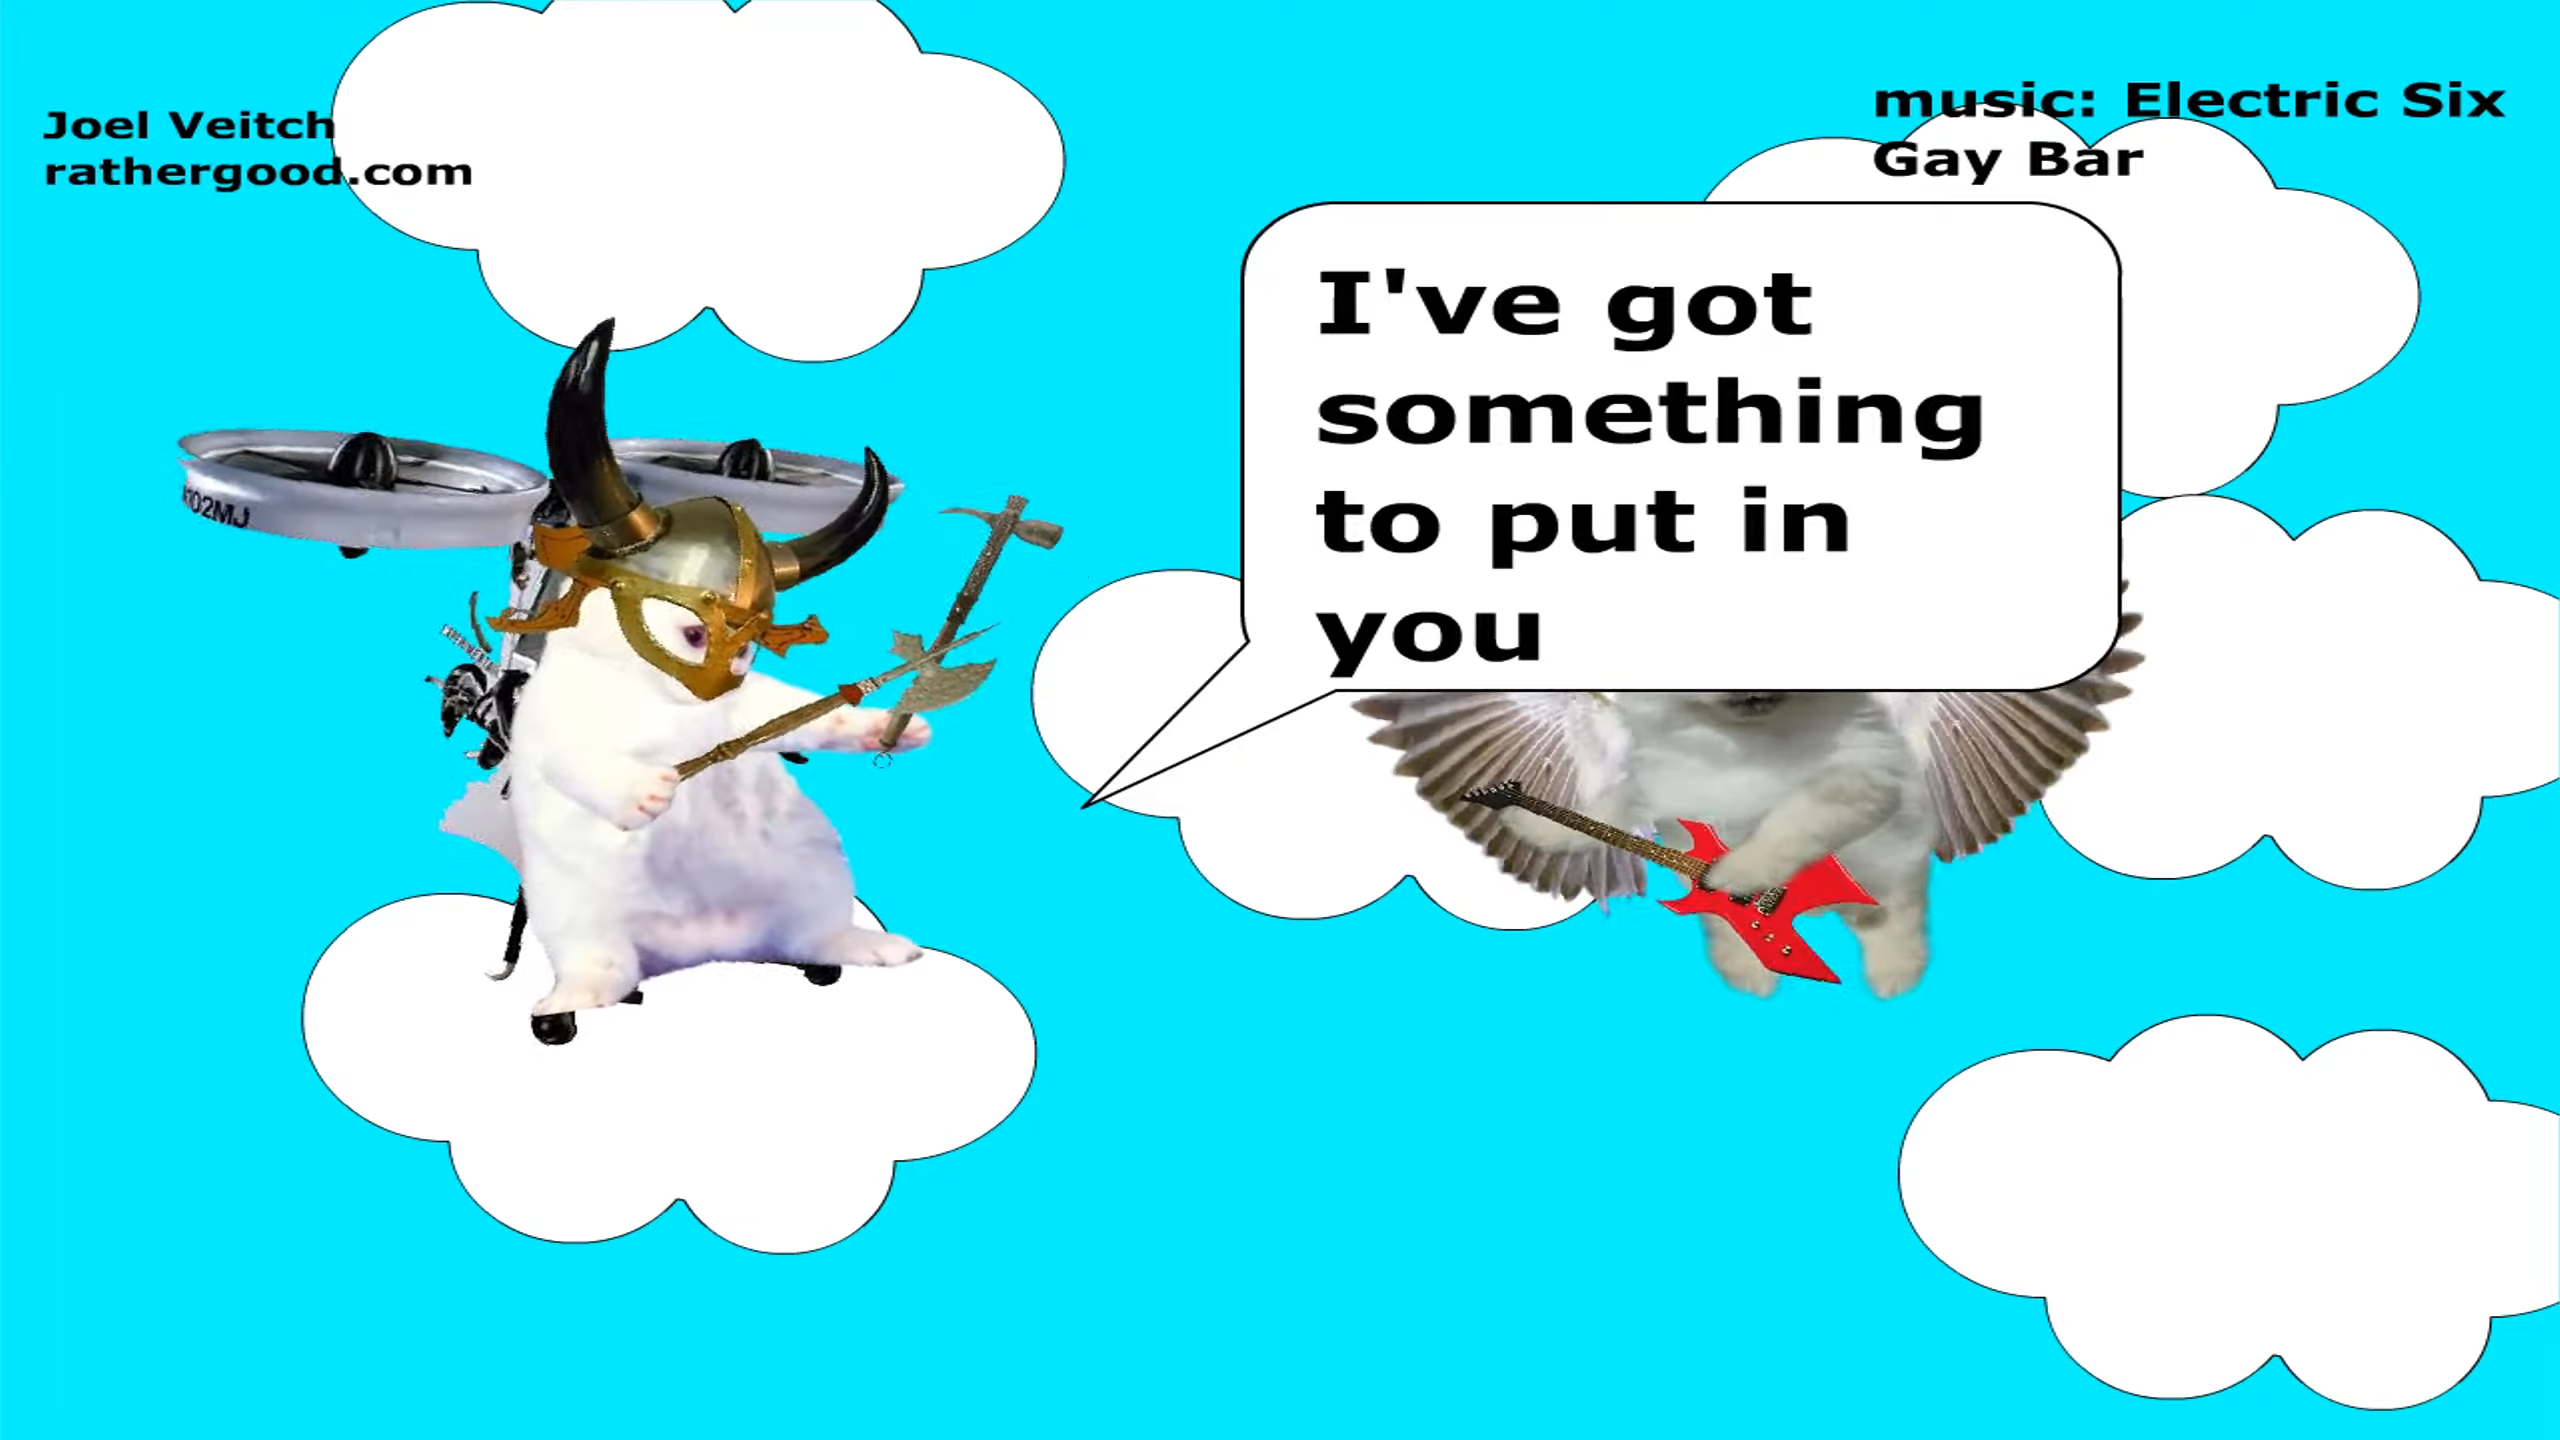 Joel Veitch
rathergood.com
music: Electric Six
Gay Bar
I've got
something
to put in
you